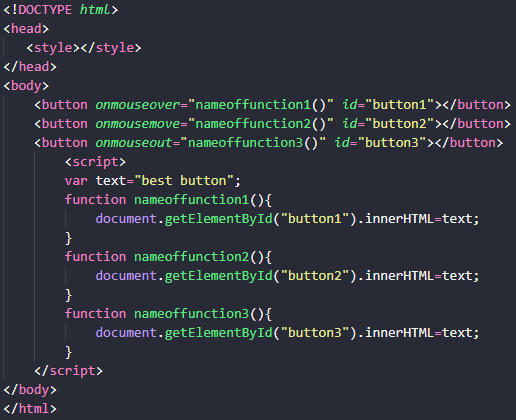 <!DOCTYPE html>
<head>
<style></style>
</head>
<body>
<button onmouseover="nameoffunction1()" id="button1"></button>
<button onmousemove="nameoffunction2()" id="button2"></button>
<button onmouseout="nameoffunction3()" id="button3"></button>
<script>
var text="best button";
function nameoffunction1(){
document.getElementById("button1").innerHTML=text;
}
function nameoffunction2(){
document.getElementById("button2").innerHTML=text;
}
function nameoffunction3(){
document.getElementById("button3").innerHTML=text;
}
</script>
</body>
</html>